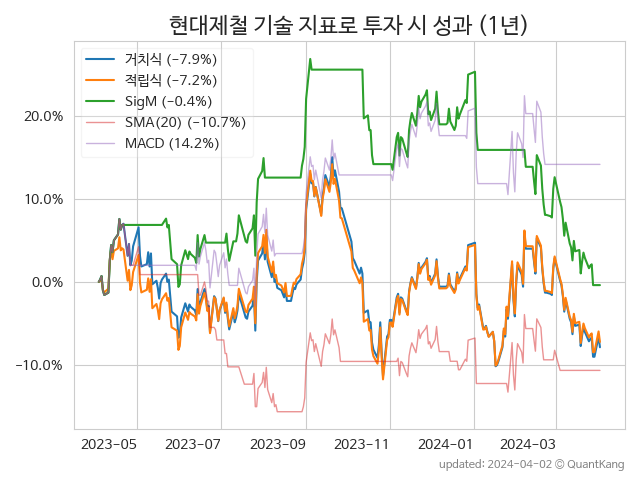 현대제철 기술 지표로 투자 시 성과 (1년)
거치식 (−7.9%)
적립식 (−7.2%)
SigM (−0.4%)
SMA(20) (−10.7%)
MACD (14.2%)
20.0%
10.0%
0.0%
−10.0%
2023-05 2023-07 2023-09 2023-11 2024-01 2024-03
updated: 2024-04-02 © QuantKang